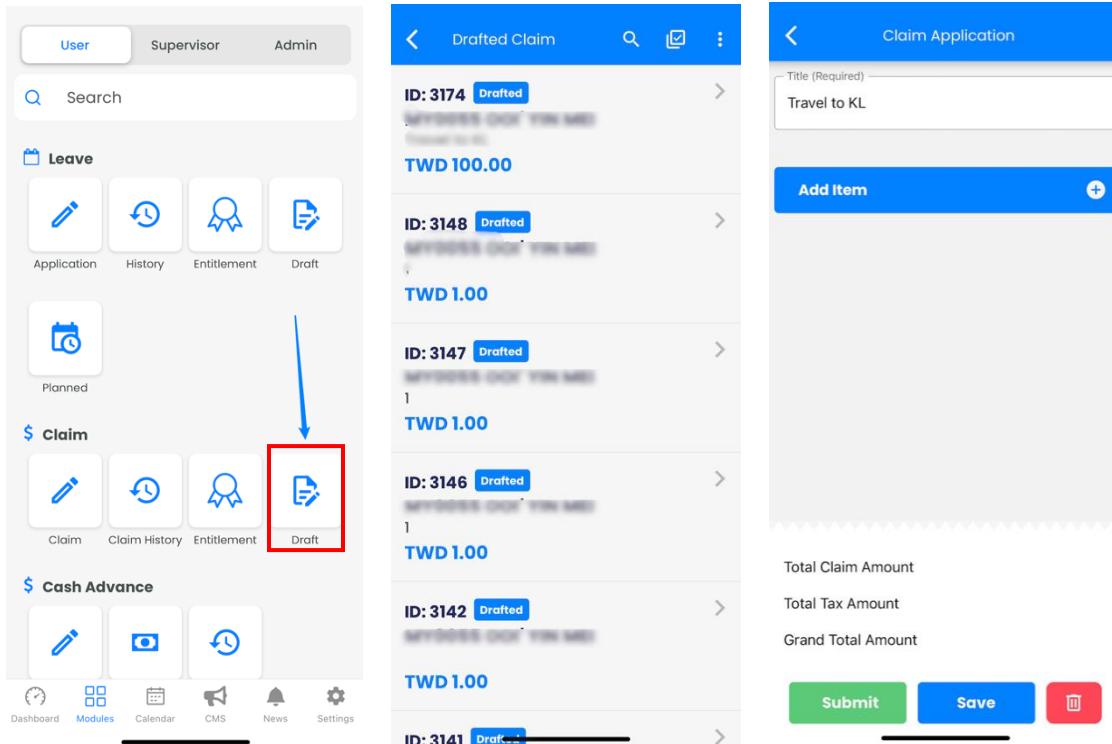 User Supervisor Admin
Search
Leave
Application History Entitlement Draft
Planned
$ Claim
Claim Claim History Entitlement Draft
$ Cash Advance
Dashboard Modules Calendar CMS News Settings
Drafted Claim
ID: 3174 Drafted
TWD 100.00
ID: 3148 Drafted
TWD 1.00
ID: 3147 Drafted
1
TWD 1.00
ID: 3146 Drafted
1
TWD 1.00
ID: 3142 Drafted
TWD 1.00
ID: 3141
Claim Application
Title (Required)
Travel to KL
Add Item
Total Claim Amount
Total Tax Amount
Grand Total Amount
Submit Save